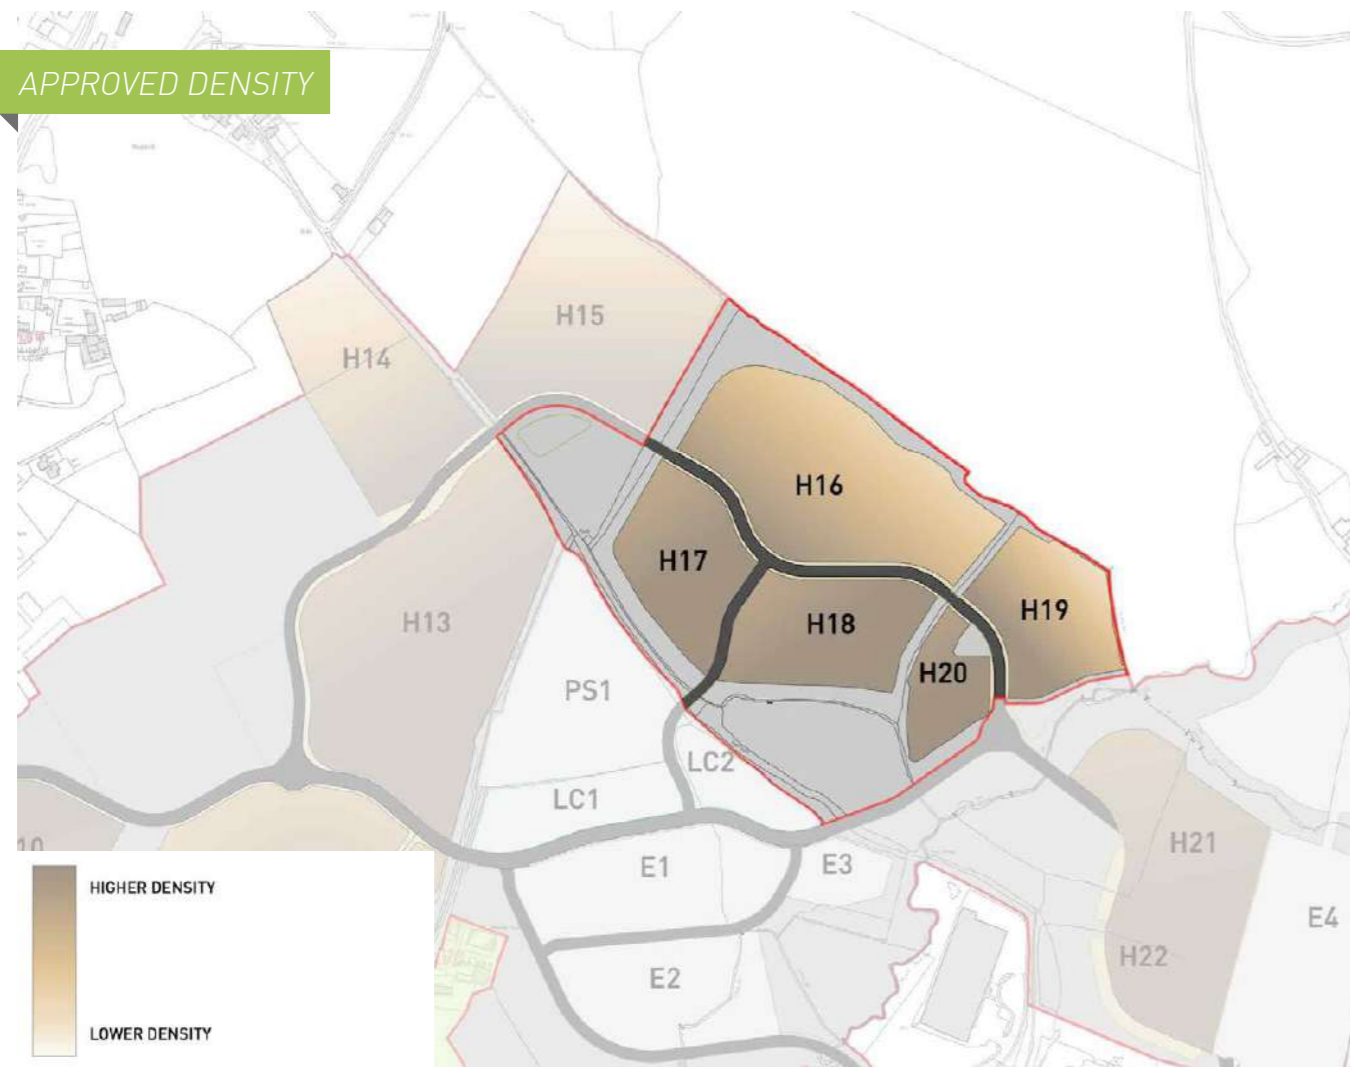 APPROVED DENSITY
H15
H14
H16
H17
H19
H13
H18
H20
PS1
LC2
LC1
H21
E1
E3
E4
H22
E2
HIGHER DENSITY
LOWER DENSITY